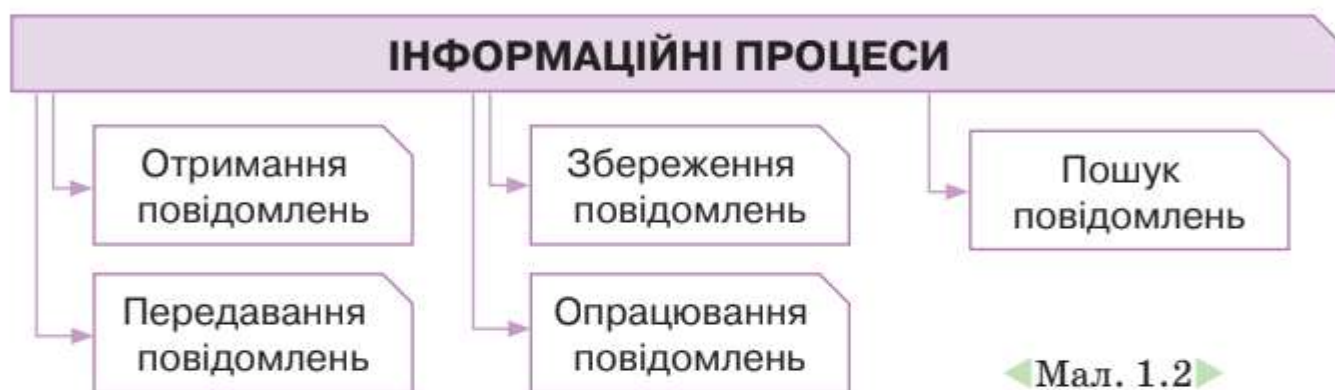 ІНФОРМАЦІЙНІ ПРОЦЕСИ
Отримання
повідомлень
Збереження
повідомлень
Пошук
повідомлень
Передавання
повідомлень
Опрацювання
повідомлень
Мал. 1.2